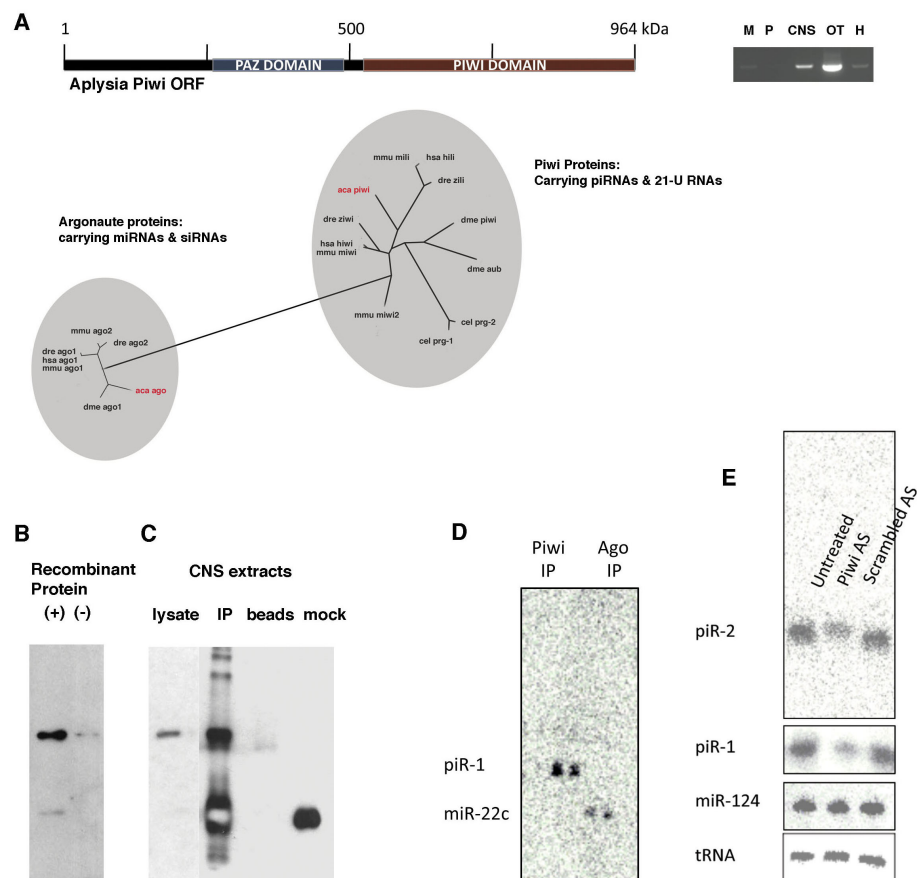 A
1
500
964 kDa
PAZ DOMAIN
PIWI DOMAIN
Aplysia Piwi ORF
M P CNS OT H
Piwi Proteins:
Carrying piRNAs & 21-U RNAs
mmu mili
hsa hili
dre zili
aca piwi
dre ziwi
dme piwi
hsa hiwi
mmu miwi
dme aub
mmu miwi2
cel prg-2
cel prg-1
Argonaute proteins:
carrying miRNAs & siRNAs
mmu ago2
dre ago2
dre ago1
hsa ago1
mmu ago1
aca ago
dme ago1
B
Recombinant
Protein
(+) (-)
C
CNS extracts
lysate IP beads mock
D
Piwi
IP
Ago
IP
piR-1
miR-22c
E
Untreated
Piwi AS
Scrambled AS
piR-2
piR-1
miR-124
tRNA